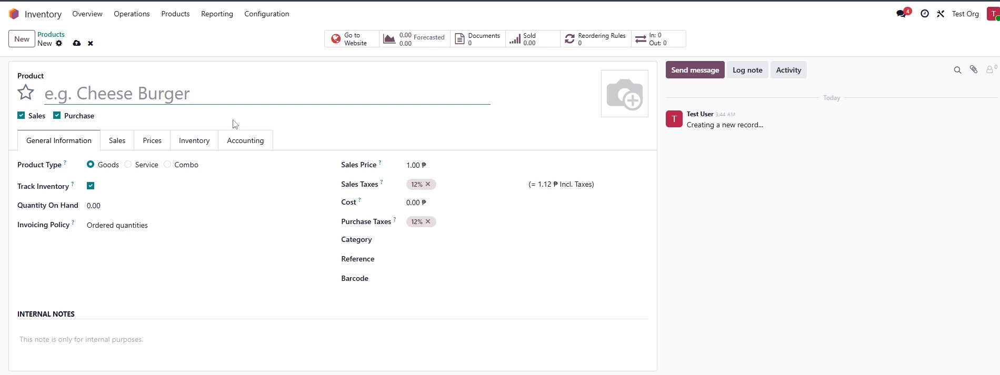 Inventory Overview Operations Products Reporting Configuration 4 Test Org T
New Products
New
Go to Website
0.00 0.00 Forecasted
Documents 0
Sold 0.00
Reordering Rules 0
In: 0
Out: 0
Product
e.g. Cheese Burger
Sales Purchase
General Information Sales Prices Inventory Accounting
Product Type ? Goods Service Combo
Track Inventory ?
Quantity On Hand 0.00
Invoicing Policy ? Ordered quantities
Sales Price ? 1.00 ₱
Sales Taxes ? 12% × (= 1.12 ₱ Incl. Taxes)
Cost ? 0.00 ₱
Purchase Taxes ? 12% ×
Category
Reference
Barcode
INTERNAL NOTES
This note is only for internal purposes.
Send message Log note Activity 0
Today
T Test User 3:44 AM
Creating a new record...